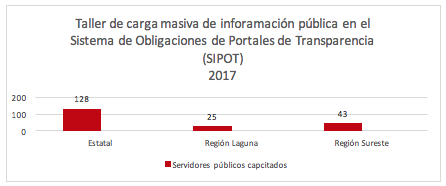 Taller de carga masiva de inforamación pública en el
Sistema de Obligaciones de Portales de Transparencia
(SIPOT)
2017
200
100
0
128
25
43
Estatal
Región Laguna
Región Sureste
Servidores públicos capcitados